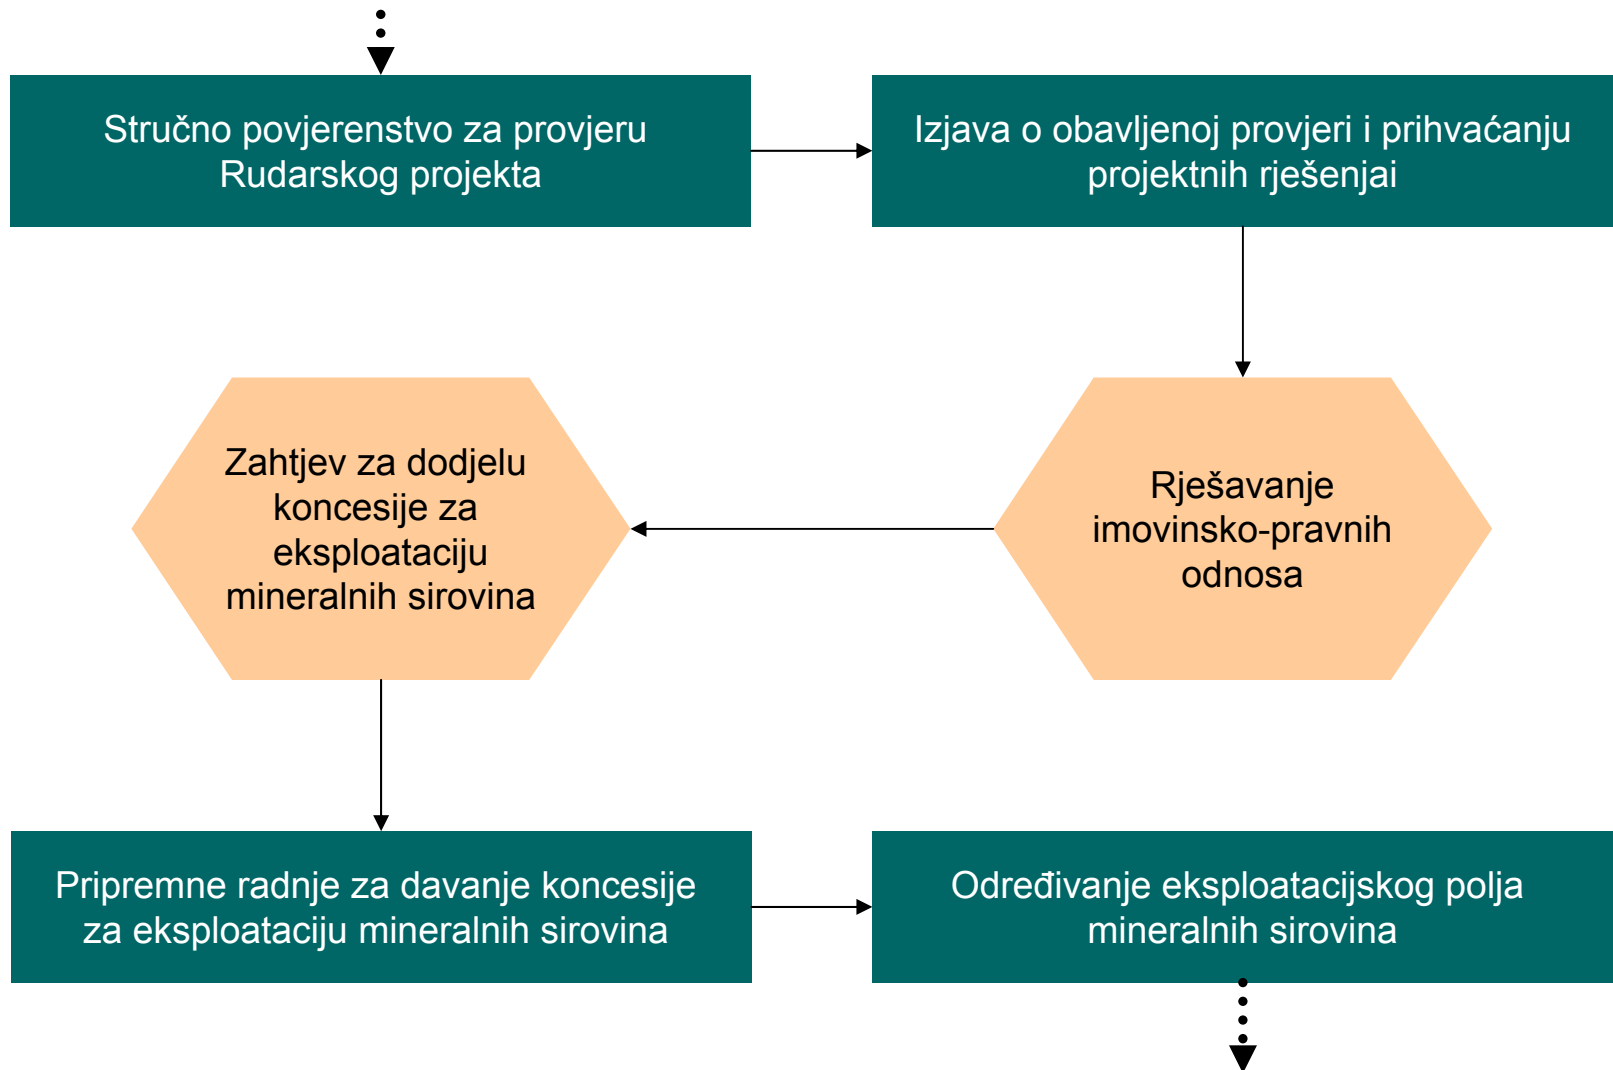 Stručno povjerenstvo za provjeru
Rudarskog projekta
Izjava o obavljenoj provjeri i prihvaćanju
projektnih rješenjai
Rješavanje
imovinsko-pravnih
odnosa
Zahtjev za dodjelu
koncesije za
eksploataciju
mineralnih sirovina
Pripremne radnje za davanje koncesije
za eksploataciju mineralnih sirovina
Određivanje eksploatacijskog polja
mineralnih sirovina